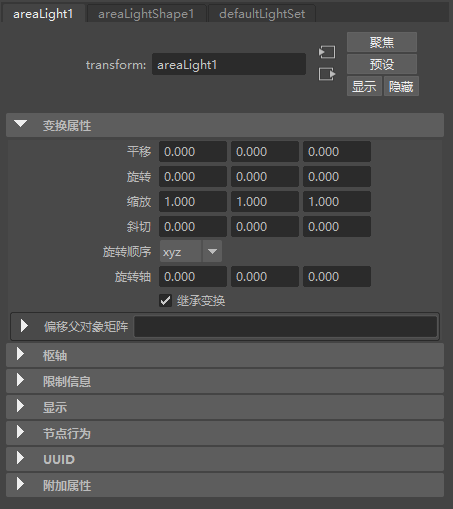 areaLight1 areaLightShape1 defaultLightSet
聚焦
transform: areaLight1
预设
显示 隐藏
变换属性
平移 0.000 0.000 0.000
旋转 0.000 0.000 0.000
缩放 1.000 1.000 1.000
斜切 0.000 0.000 0.000
旋转顺序 xyz
旋转轴 0.000 0.000 0.000
继承变换
偏移父对象矩阵
枢轴
限制信息
显示
节点行为
UUID
附加属性